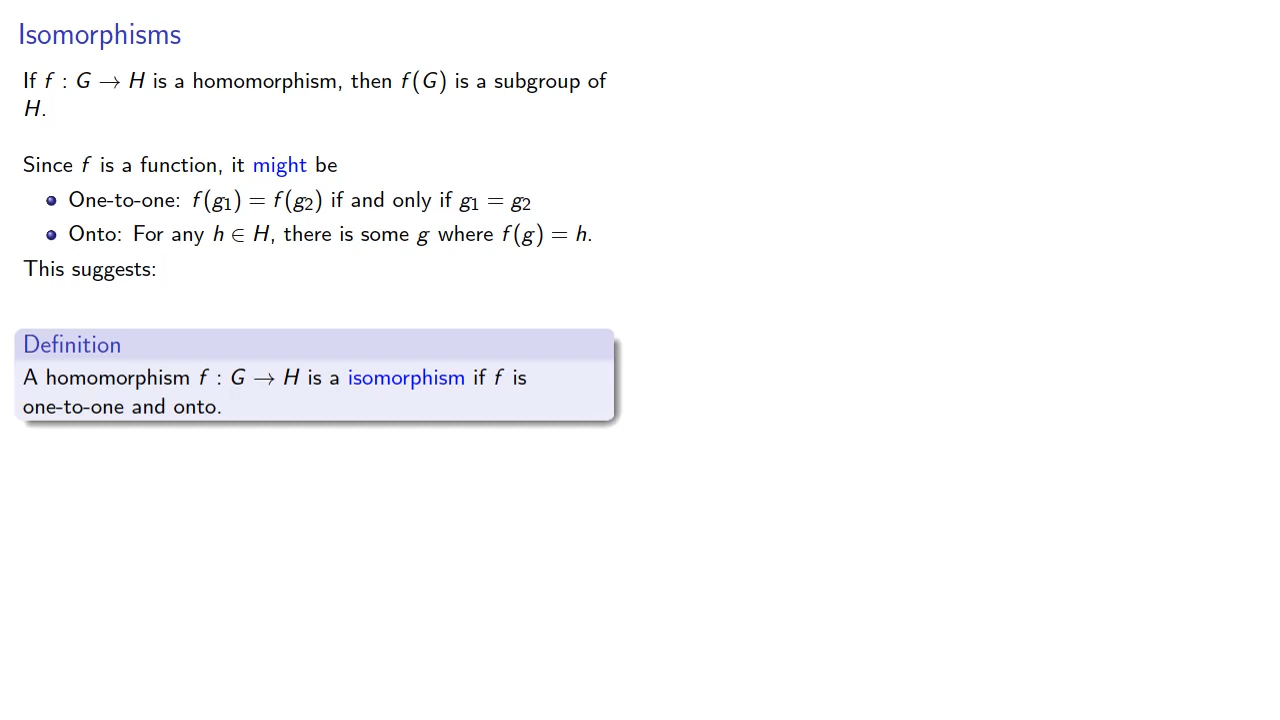 Isomorphisms
If f : G → H is a homomorphism, then f(G) is a subgroup of
H.
Since f is a function, it might be
One-to-one: f(g₁) = f(g₂) if and only if g₁ = g₂
Onto: For any h ∈ H, there is some g where f(g) = h.
This suggests:
Definition
A homomorphism f : G → H is a isomorphism if f is
one-to-one and onto.